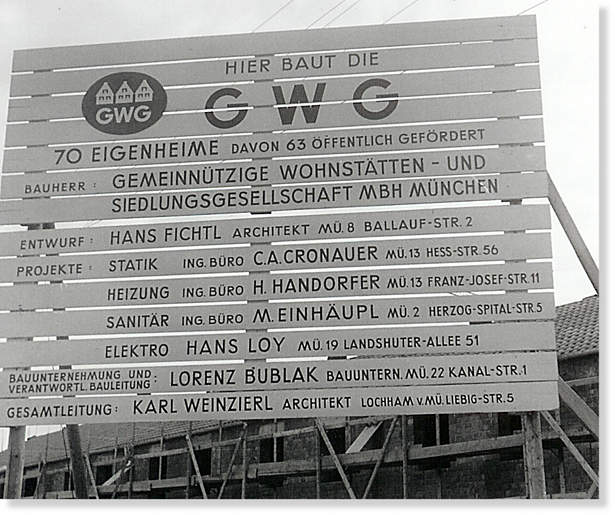 HIER BAUT DIE
GWG
GWG
70 EIGENHEIME DAVON 63 ÖFFENTLICH GEFÖRDERT
BAUHERR : GEMEINNÜTZIGE WOHNSTÄTTEN - UND
SIEDLUNGSGESELLSCHAFT MBH MÜNCHEN
ENTWURF : HANS FICHTL ARCHITEKT MÜ. 8 BALLAUF-STR. 2
PROJEKTE : STATIK ING. BÜRO C.A. CRONAUER MÜ. 13 HESS-STR. 56
HEIZUNG ING. BÜRO H. HANDORFER MÜ. 13 FRANZ-JOSEF-STR. 11
SANITÄR ING. BÜRO M. EINHÄUPL MÜ. 2 HERZOG-SPITAL-STR. 5
ELEKTRO HANS LOY MÜ. 19 LANDSHUTER-ALLEE 51
BAUUNTERNEHMUNG UND
VERANTWORTL. BAULEITUNG : LORENZ BUBLAK BAUUNTERN. MÜ. 22 KANAL-STR. 1
GESAMTLEITUNG : KARL WEINZIERL ARCHITEKT LOCHHAM v. MÜ. LIEBIG-STR. 5